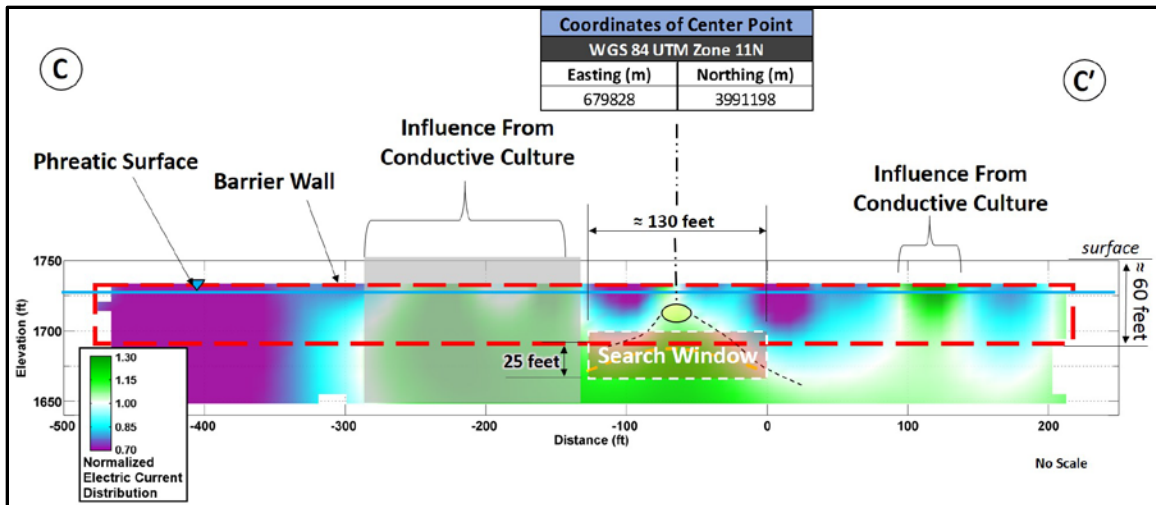 Coordinates of Center Point
WGS 84 UTM Zone 11N
Easting (m) Northing (m)
679828 3991198
C
C'
Influence From
Conductive Culture
Phreatic Surface
Barrier Wall
≈ 130 feet
Influence From
Conductive Culture
surface
≈ 60 feet
1750
1700
1650
Elevation (ft)
Search Window
25 feet
1.30
1.15
1.00
0.85
0.70
Normalized
Electric Current
Distribution
-500 -400 -300 -200 -100 0 100 200
Distance (ft)
No Scale